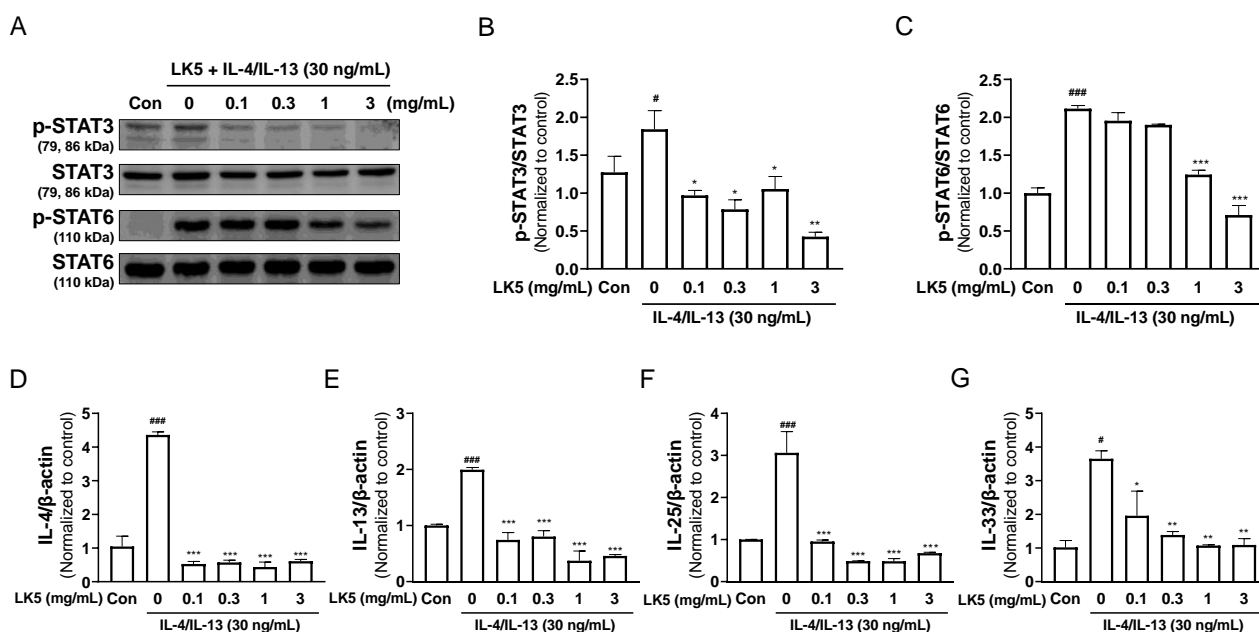 A
LK5 + IL-4/IL-13 (30 ng/mL)
Con 0 0.1 0.3 1 3 (mg/mL)
p-STAT3
(79, 86 kDa)
STAT3
(79, 86 kDa)
p-STAT6
(110 kDa)
STAT6
(110 kDa)
B
p-STAT3/STAT3
(Normalized to control)
2.5
2.0
1.5
1.0
0.5
0.0
#
*
*
*
**
LK5 (mg/mL) Con 0 0.1 0.3 1 3
IL-4/IL-13 (30 ng/mL)
C
p-STAT6/STAT6
(Normalized to control)
2.5
2.0
1.5
1.0
0.5
0.0
###
***
***
LK5 (mg/mL) Con 0 0.1 0.3 1 3
IL-4/IL-13 (30 ng/mL)
D
IL-4/β-actin
(Normalized to control)
5
4
3
2
1
0
###
***
***
***
***
LK5 (mg/mL) Con 0 0.1 0.3 1 3
IL-4/IL-13 (30 ng/mL)
E
IL-13/β-actin
(Normalized to control)
3
2
1
0
###
***
***
***
***
LK5 (mg/mL) Con 0 0.1 0.3 1 3
IL-4/IL-13 (30 ng/mL)
F
IL-25/β-actin
(Normalized to control)
4
3
2
1
0
###
***
***
***
***
LK5 (mg/mL) Con 0 0.1 0.3 1 3
IL-4/IL-13 (30 ng/mL)
G
IL-33/β-actin
(Normalized to control)
5
4
3
2
1
0
#
*
**
**
**
LK5 (mg/mL) Con 0 0.1 0.3 1 3
IL-4/IL-13 (30 ng/mL)